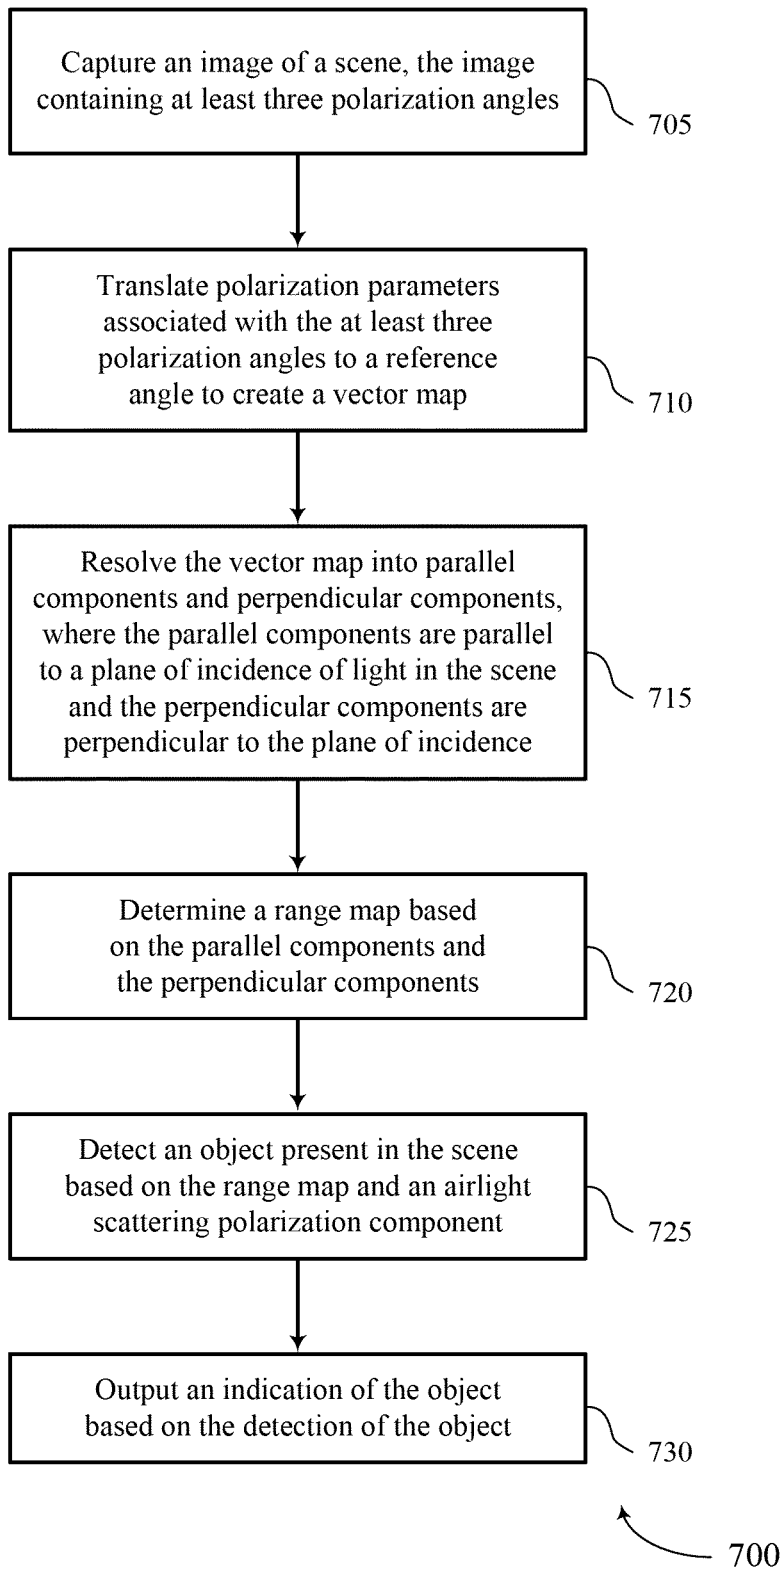 Capture an image of a scene, the image
containing at least three polarization angles
705
Translate polarization parameters
associated with the at least three
polarization angles to a reference
angle to create a vector map
710
Resolve the vector map into parallel
components and perpendicular components,
where the parallel components are parallel
to a plane of incidence of light in the scene
and the perpendicular components are
perpendicular to the plane of incidence
715
Determine a range map based
on the parallel components and
the perpendicular components
720
Detect an object present in the scene
based on the range map and an airlight
scattering polarization component
725
Output an indication of the object
based on the detection of the object
730
700